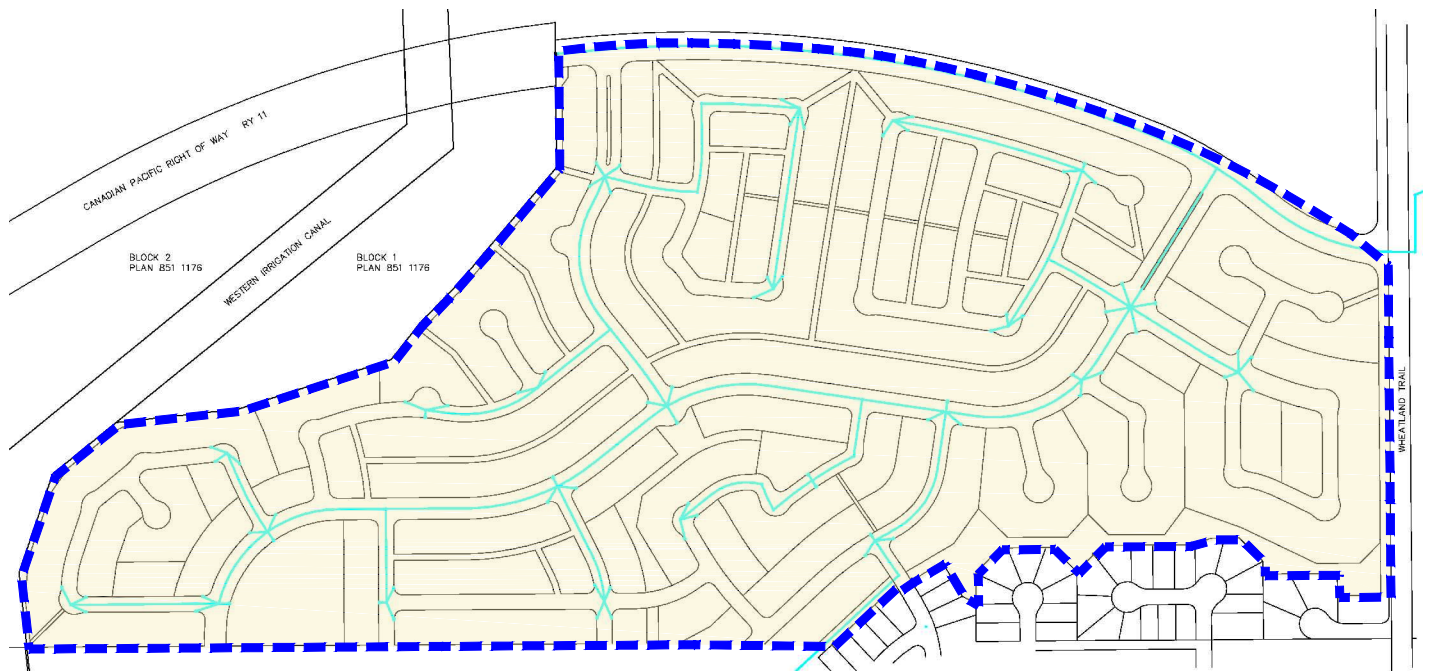 CANADIAN PACIFIC RIGHT OF WAY RY 11
BLOCK 2
PLAN 851 1176
BLOCK 1
PLAN 851 1176
WESTERN IRRIGATION CANAL
WHEATLAND TRAIL